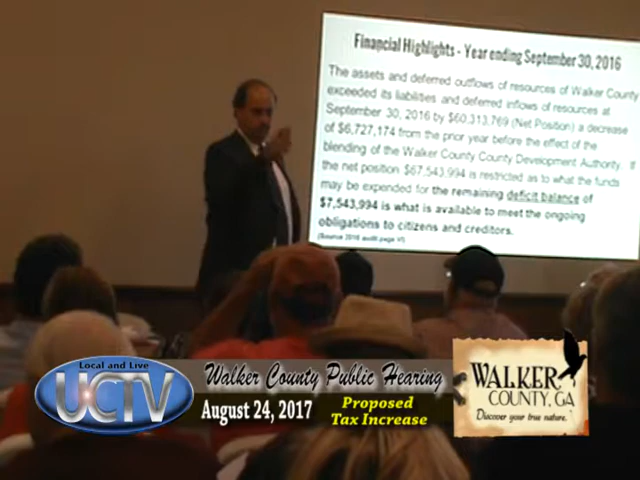 Financial Highlights - Year ending September 30, 2016
The assets and deferred outflows of resources of Walker County
exceeded its liabilities and deferred inflows of resources at
September 30, 2016 by $60,313,769 (Net Position) a decrease
of $6,727,174 from the prior year before the effect of the
blending of the Walker County County Development Authority. If
the net position $67,543,994 is restricted as to what the funds
may be expended for the remaining deficit balance of
$7,543,994 is what is available to meet the ongoing
obligations to citizens and creditors.
(Source 2016 audit page VI)
Local and Live
UCTV
Walker County Public Hearing
August 24, 2017
Proposed
Tax Increase
WALKER
COUNTY, GA
Discover your true nature.